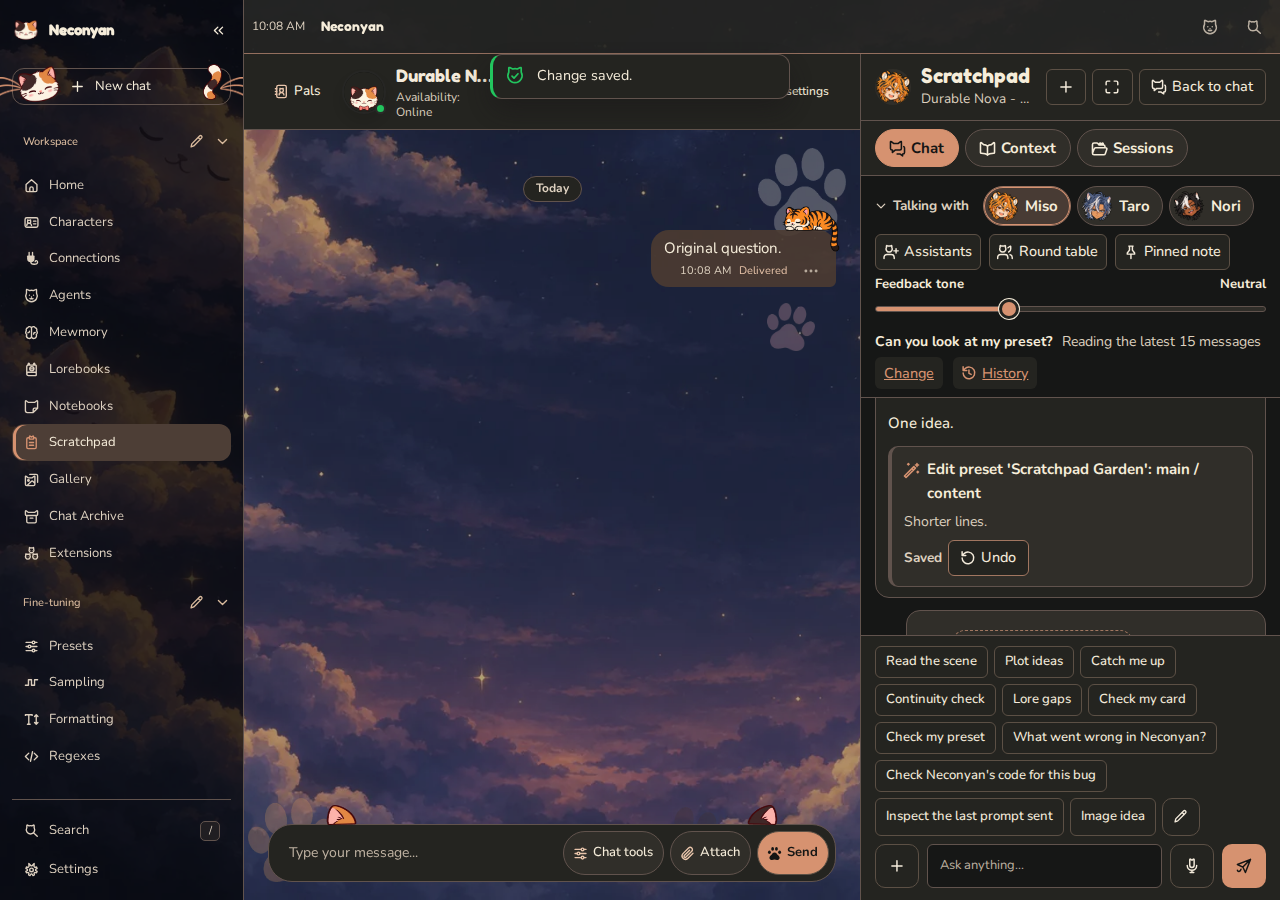 Neconyan
New chat
Workspace
Home
Characters
Connections
Agents
Mewmory
Lorebooks
Notebooks
Scratchpad
Gallery
Chat Archive
Extensions
Fine-tuning
Presets
Sampling
Formatting
Regexes
Search /
Settings
10:08 AM Neconyan
Pals
Durable N...
Availability:
Online
Change saved.
settings
Today
Original question.
10:08 AM Delivered
Type your message...
Chat tools
Attach
Send
Scratchpad
Durable Nova - ...
Back to chat
Chat
Context
Sessions
Talking with
Miso
Taro
Nori
Assistants
Round table
Pinned note
Feedback tone Neutral
Can you look at my preset? Reading the latest 15 messages
Change
History
One idea.
Edit preset 'Scratchpad Garden': main /
content
Shorter lines.
Saved
Undo
Read the scene
Plot ideas
Catch me up
Continuity check
Lore gaps
Check my card
Check my preset
What went wrong in Neconyan?
Check Neconyan's code for this bug
Inspect the last prompt sent
Image idea
Ask anything...